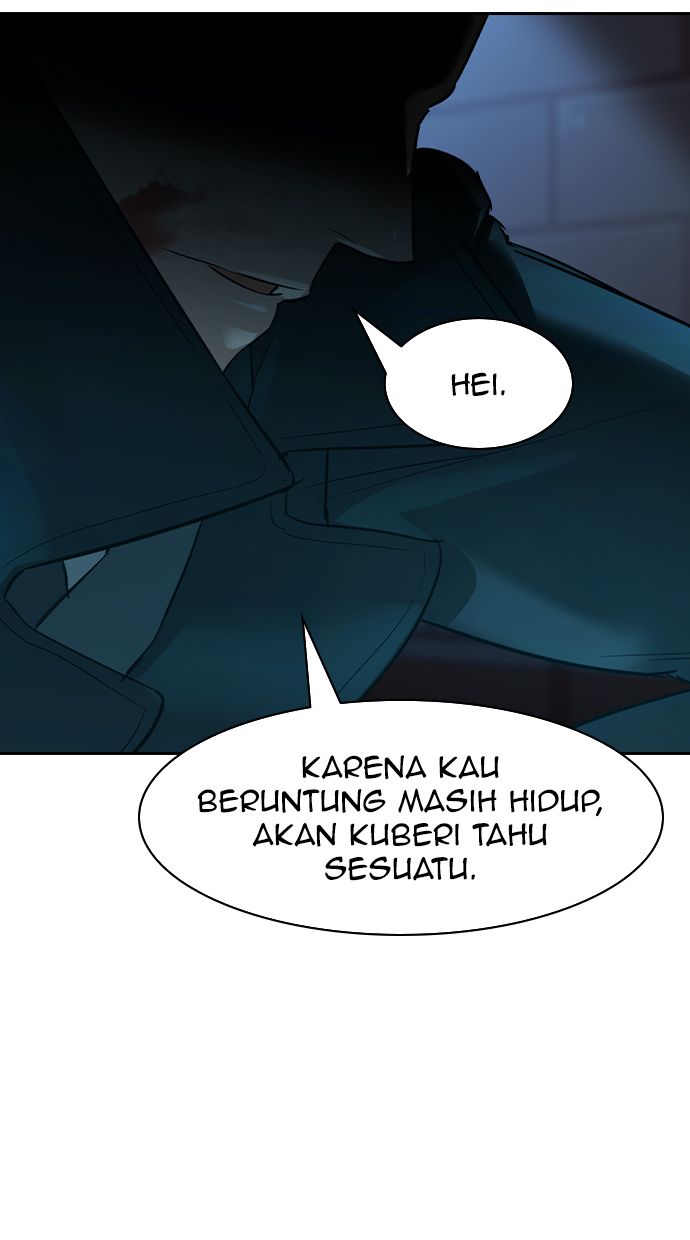 HEI.
KARENA KAU
BERUNTUNG MASIH HIDUP,
AKAN KUBERI TAHU
SESUATU.